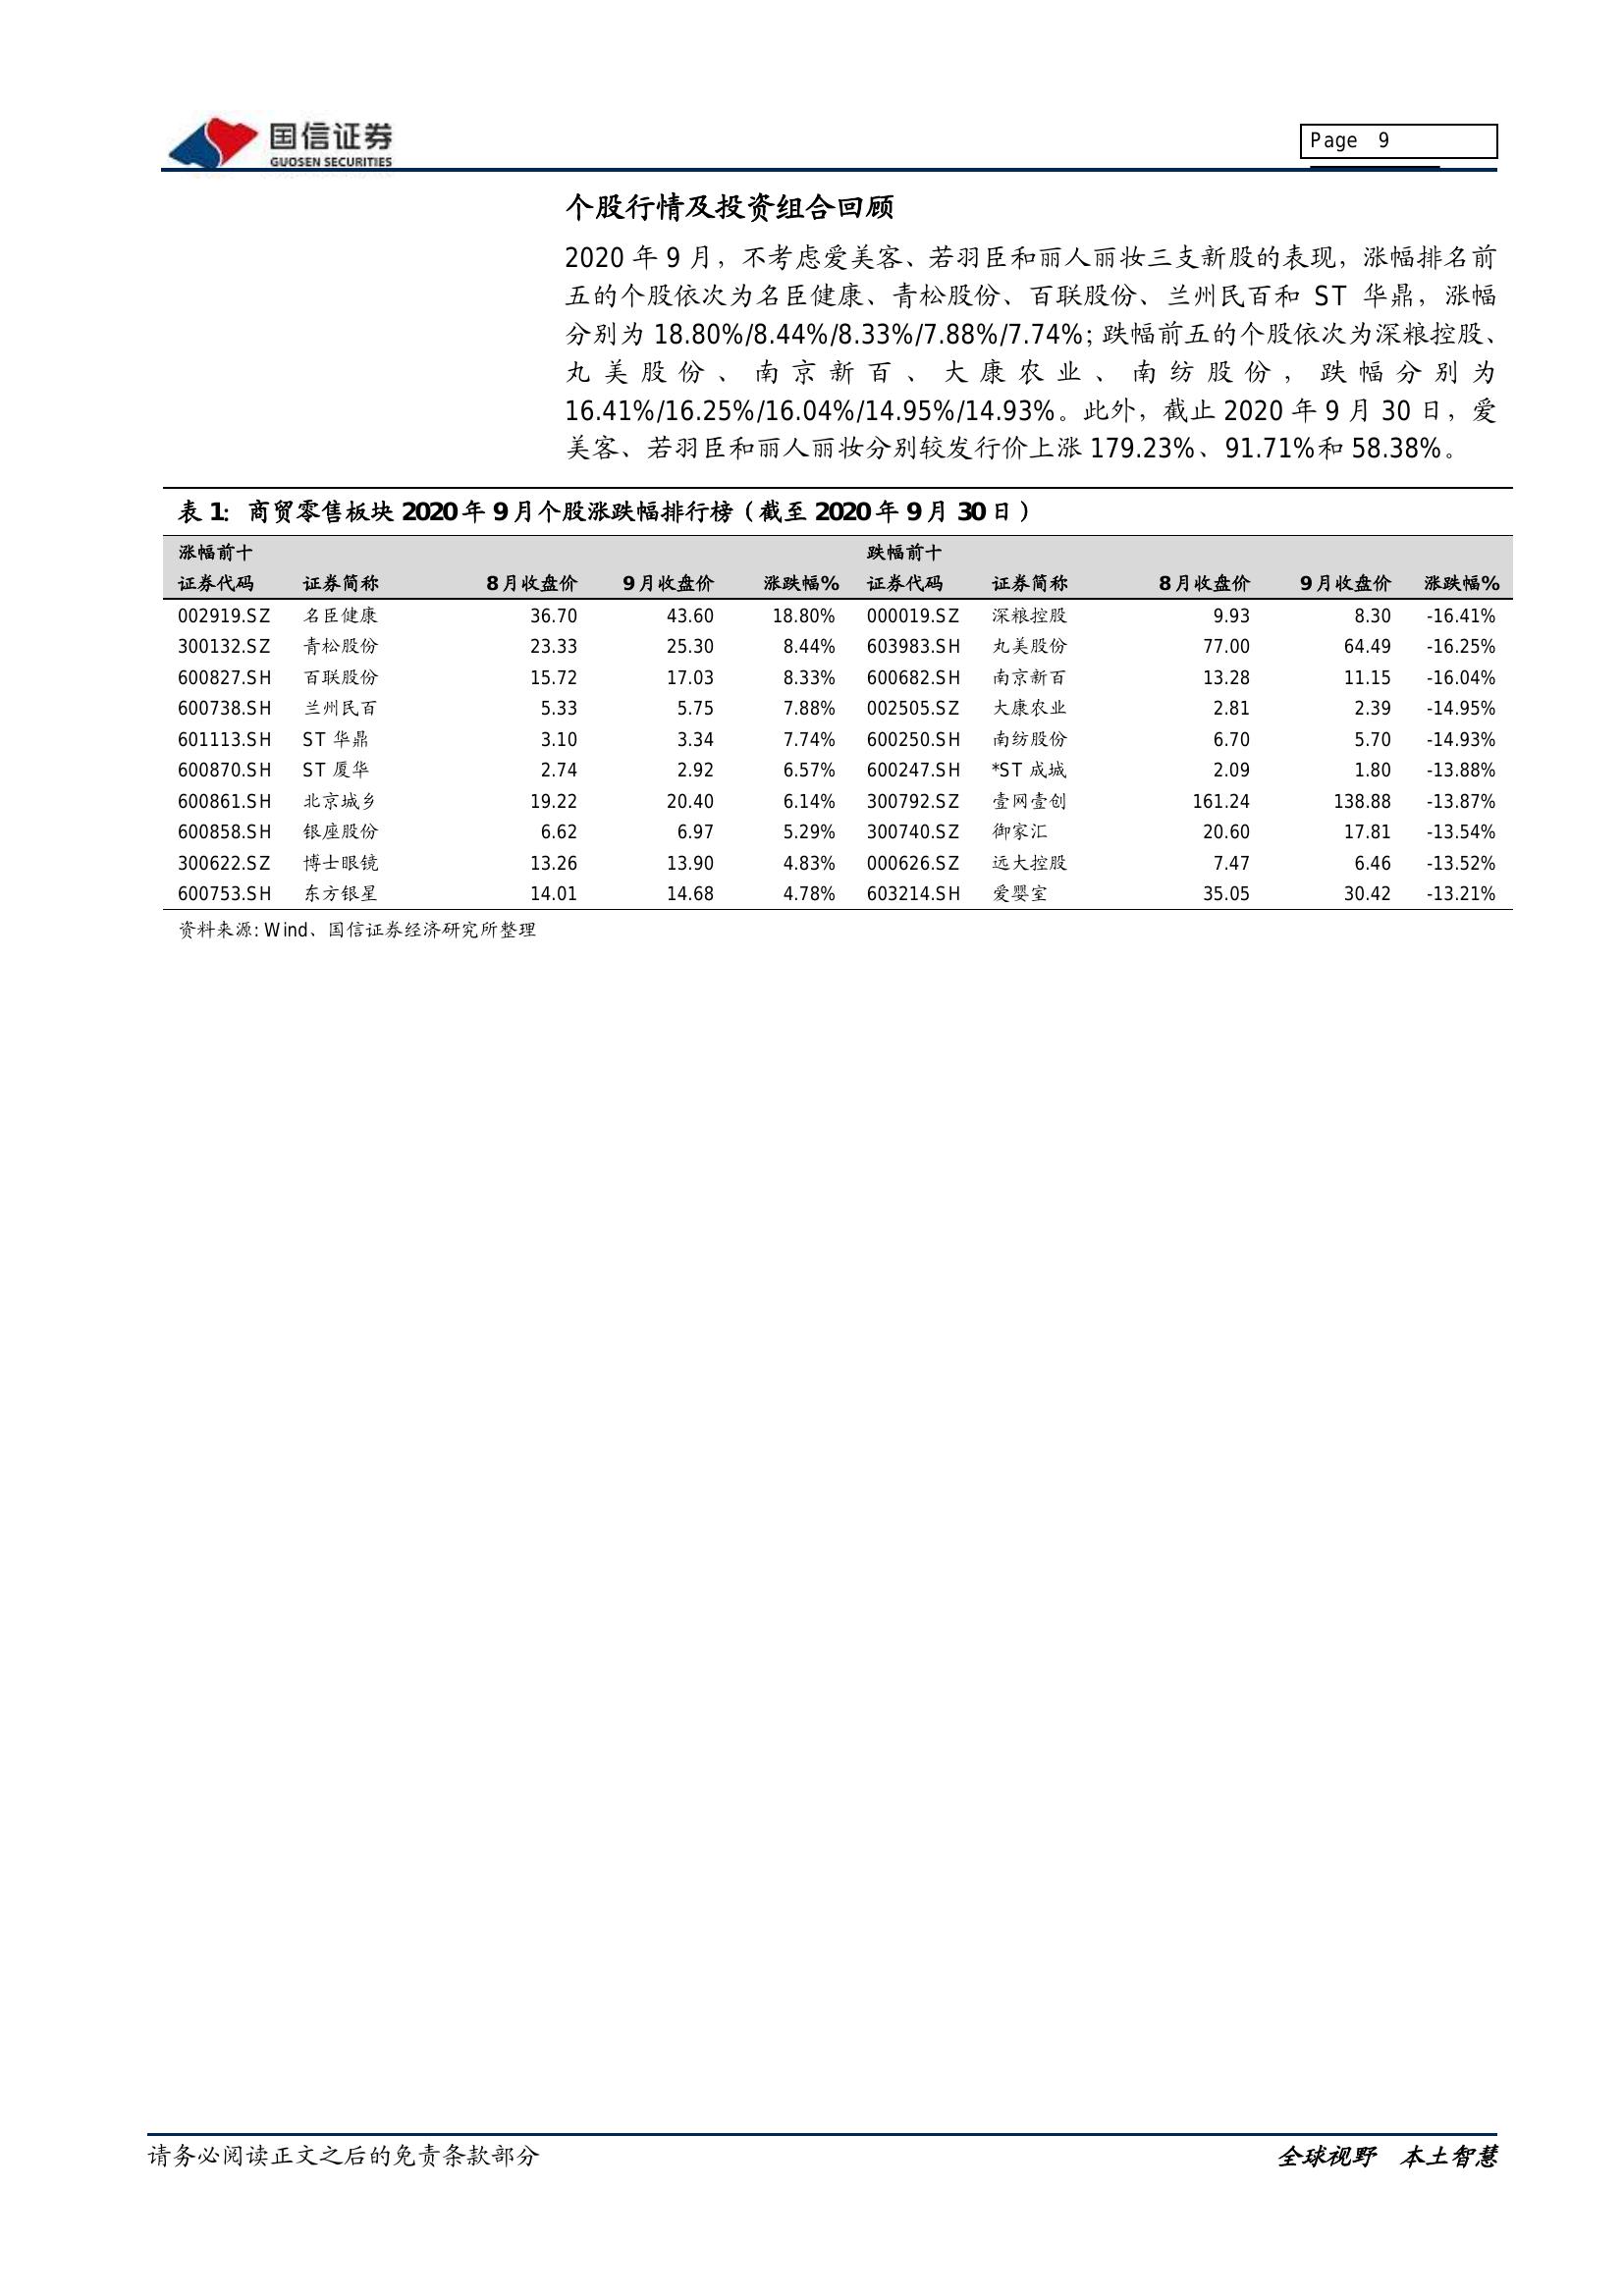 国信证券
GUOSEN SECURITIES
Page 9
个股行情及投资组合回顾
2020 年 9 月，不考虑爱美客、若羽臣和丽人丽妆三支新股的表现，涨幅排名前
五的个股依次为名臣健康、青松股份、百联股份、兰州民百和 ST 华鼎，涨幅
分别为 18.80%/8.44%/8.33%/7.88%/7.74%；跌幅前五的个股依次为深粮控股、
丸美股份、南京新百、大康农业、南纺股份，跌幅分别为
16.41%/16.25%/16.04%/14.95%/14.93%。此外，截止 2020 年 9 月 30 日，爱
美客、若羽臣和丽人丽妆分别较发行价上涨 179.23%、91.71%和 58.38%。
表 1：商贸零售板块 2020 年 9 月个股涨跌幅排行榜（截至 2020 年 9 月 30 日）
涨幅前十 跌幅前十
证券代码 证券简称 8 月收盘价 9 月收盘价 涨跌幅% 证券代码 证券简称 8 月收盘价 9 月收盘价 涨跌幅%
002919.SZ 名臣健康 36.70 43.60 18.80% 000019.SZ 深粮控股 9.93 8.30 -16.41%
300132.SZ 青松股份 23.33 25.30 8.44% 603983.SH 丸美股份 77.00 64.49 -16.25%
600827.SH 百联股份 15.72 17.03 8.33% 600682.SH 南京新百 13.28 11.15 -16.04%
600738.SH 兰州民百 5.33 5.75 7.88% 002505.SZ 大康农业 2.81 2.39 -14.95%
601113.SH ST 华鼎 3.10 3.34 7.74% 600250.SH 南纺股份 6.70 5.70 -14.93%
600870.SH ST 厦华 2.74 2.92 6.57% 600247.SH *ST 成城 2.09 1.80 -13.88%
600861.SH 北京城乡 19.22 20.40 6.14% 300792.SZ 壹网壹创 161.24 138.88 -13.87%
600858.SH 银座股份 6.62 6.97 5.29% 300740.SZ 御家汇 20.60 17.81 -13.54%
300622.SZ 博士眼镜 13.26 13.90 4.83% 000626.SZ 远大控股 7.47 6.46 -13.52%
600753.SH 东方银星 14.01 14.68 4.78% 603214.SH 爱婴室 35.05 30.42 -13.21%
资料来源：Wind、国信证券经济研究所整理
请务必阅读正文之后的免责条款部分
全球视野 本土智慧